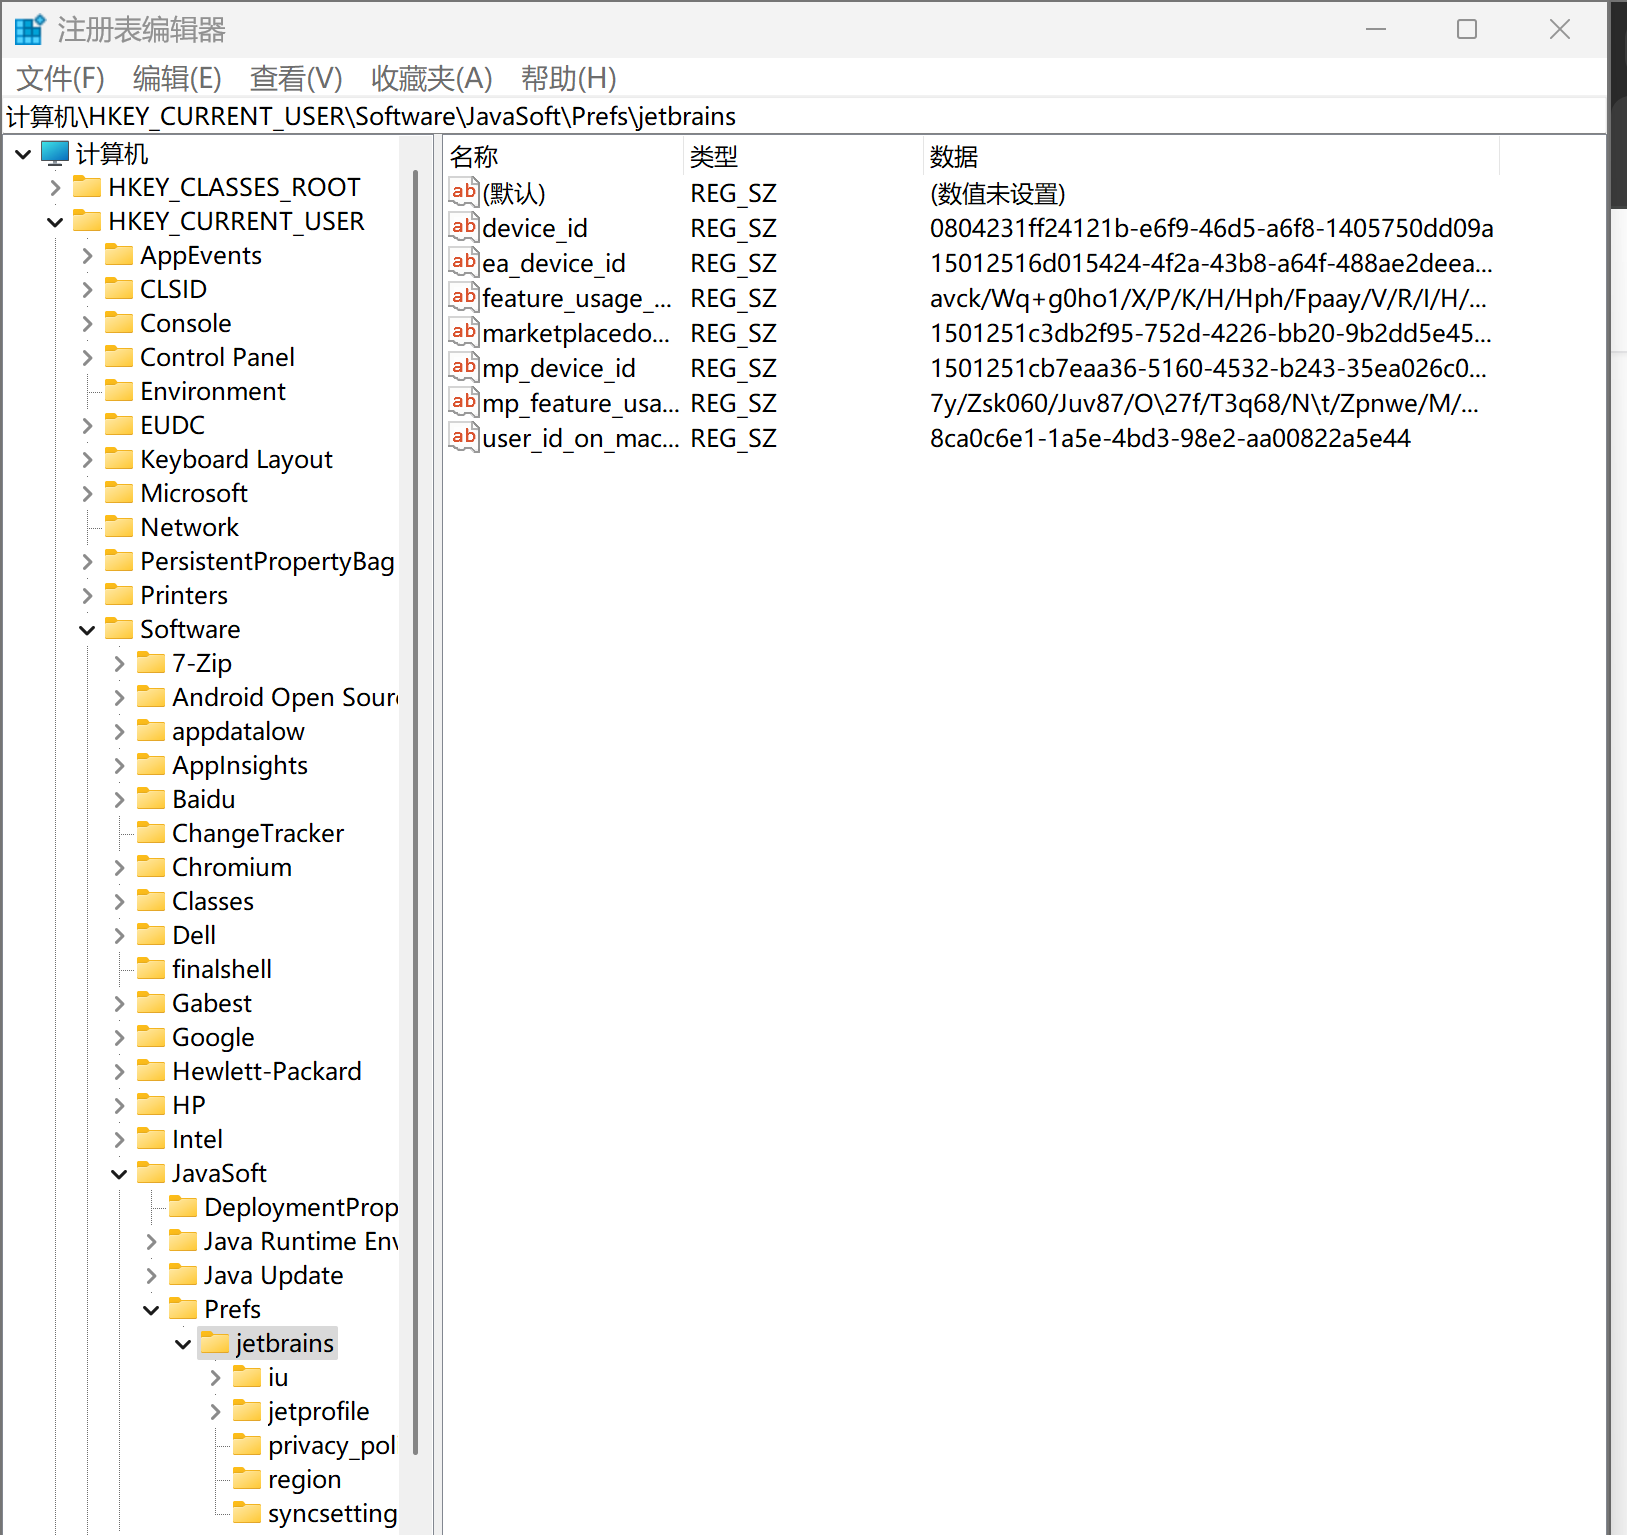 注册表编辑器
文件(F) 编辑(E) 查看(V) 收藏夹(A) 帮助(H)
计算机\HKEY_CURRENT_USER\Software\JavaSoft\Prefs\jetbrains
计算机
HKEY_CLASSES_ROOT
HKEY_CURRENT_USER
AppEvents
CLSID
Console
Control Panel
Environment
EUDC
Keyboard Layout
Microsoft
Network
PersistentPropertyBag
Printers
Software
7-Zip
Android Open Sour
appdatalow
AppInsights
Baidu
ChangeTracker
Chromium
Classes
Dell
finalshell
Gabest
Google
Hewlett-Packard
HP
Intel
JavaSoft
DeploymentProp
Java Runtime Env
Java Update
Prefs
jetbrains
iu
jetprofile
privacy_pol
region
syncsetting
名称 类型 数据
(默认) REG_SZ (数值未设置)
device_id REG_SZ 0804231ff24121b-e6f9-46d5-a6f8-1405750dd09a
ea_device_id REG_SZ 15012516d015424-4f2a-43b8-a64f-488ae2deea...
feature_usage_... REG_SZ avck/Wq+g0ho1/X/P/K/H/Hph/Fpaay/V/R/I/H/...
marketplacedo... REG_SZ 1501251c3db2f95-752d-4226-bb20-9b2dd5e45...
mp_device_id REG_SZ 1501251cb7eaa36-5160-4532-b243-35ea026c0...
mp_feature_usa... REG_SZ 7y/Zsk060/Juv87/O\27f/T3q68/N\t/Zpnwe/M/...
user_id_on_mac... REG_SZ 8ca0c6e1-1a5e-4bd3-98e2-aa00822a5e44